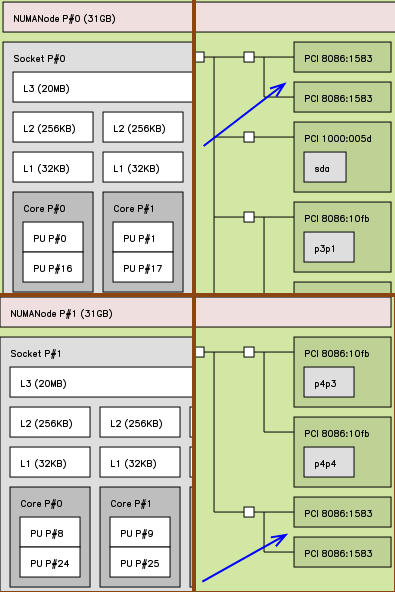 NUMANode P#0 (31GB)
Socket P#0
L3 (20MB)
L2 (256KB) L2 (256KB)
L1 (32KB) L1 (32KB)
Core P#0 Core P#1
PU P#0 PU P#1
PU P#16 PU P#17
PCI 8086:1583
PCI 8086:1583
PCI 1000:005d
sda
PCI 8086:10fb
p3p1
NUMANode P#1 (31GB)
Socket P#1
L3 (20MB)
L2 (256KB) L2 (256KB)
L1 (32KB) L1 (32KB)
Core P#0 Core P#1
PU P#8 PU P#9
PU P#24 PU P#25
PCI 8086:10fb
p4p3
PCI 8086:10fb
p4p4
PCI 8086:1583
PCI 8086:1583